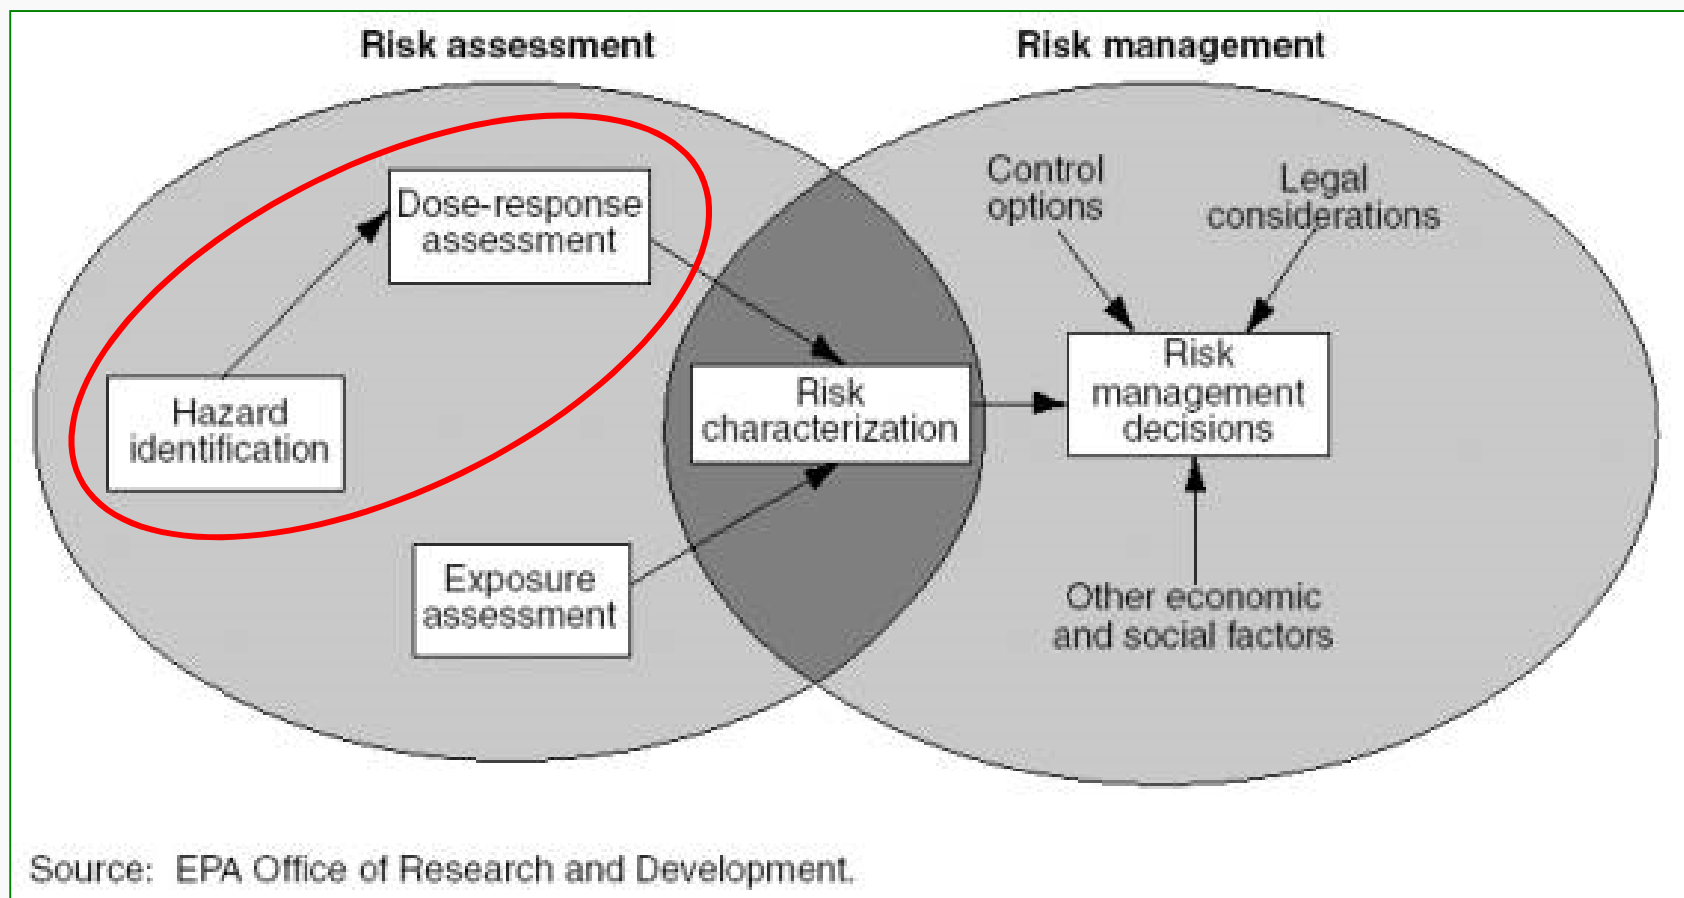 Risk assessment
Risk management
Dose-response
assessment
Hazard
identification
Exposure
assessment
Risk
characterization
Control
options
Legal
considerations
Risk
management
decisions
Other economic
and social factors
Source: EPA Office of Research and Development.